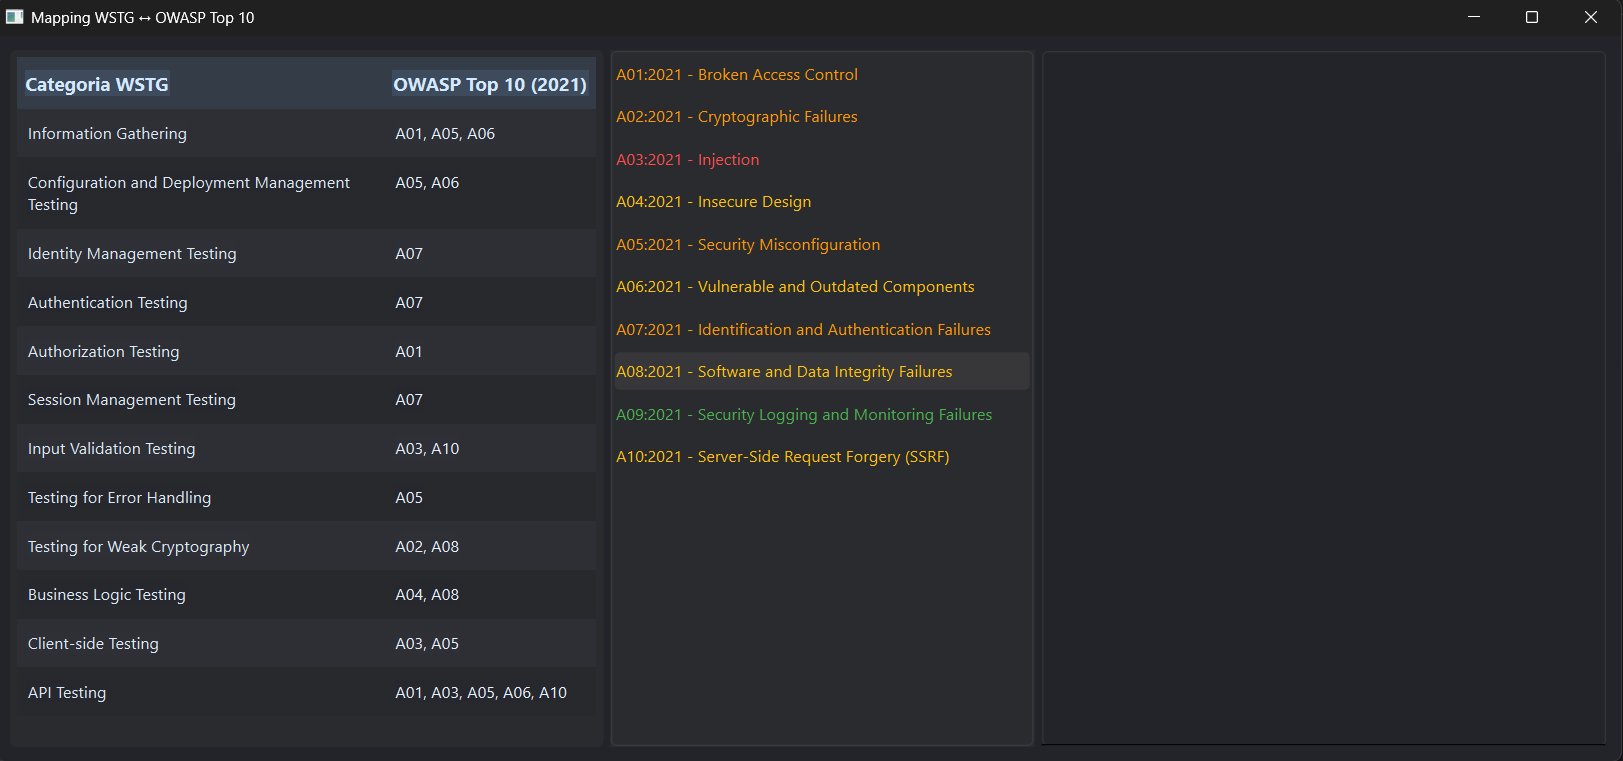 Mapping WSTG ↔ OWASP Top 10
Categoria WSTG OWASP Top 10 (2021)
Information Gathering A01, A05, A06
Configuration and Deployment Management A05, A06
Testing
Identity Management Testing A07
Authentication Testing A07
Authorization Testing A01
Session Management Testing A07
Input Validation Testing A03, A10
Testing for Error Handling A05
Testing for Weak Cryptography A02, A08
Business Logic Testing A04, A08
Client-side Testing A03, A05
API Testing A01, A03, A05, A06, A10
A01:2021 - Broken Access Control
A02:2021 - Cryptographic Failures
A03:2021 - Injection
A04:2021 - Insecure Design
A05:2021 - Security Misconfiguration
A06:2021 - Vulnerable and Outdated Components
A07:2021 - Identification and Authentication Failures
A08:2021 - Software and Data Integrity Failures
A09:2021 - Security Logging and Monitoring Failures
A10:2021 - Server-Side Request Forgery (SSRF)